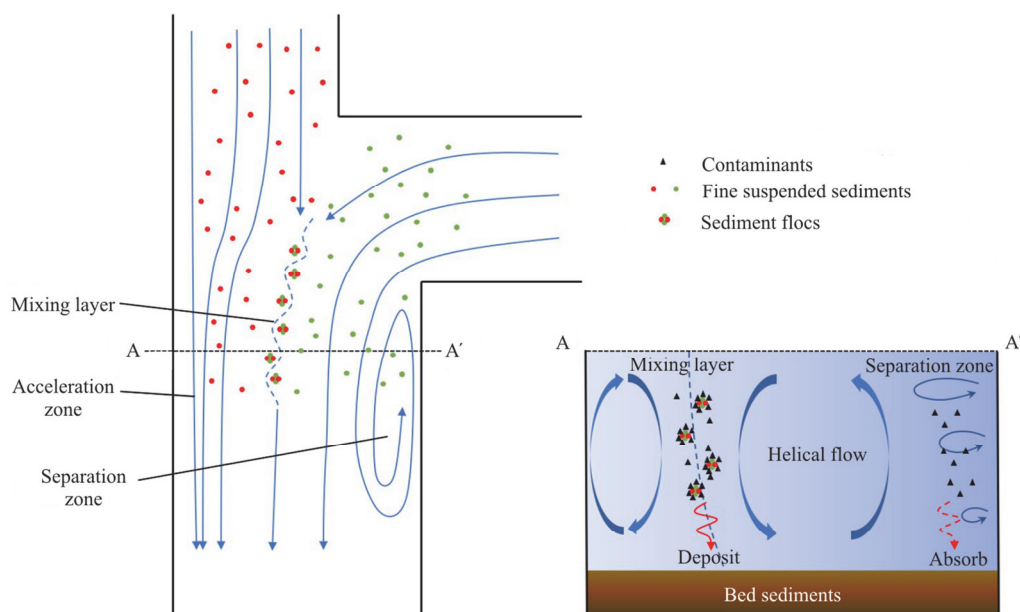 Contaminants
Fine suspended sediments
Sediment flocs
Mixing layer
A
A′
Acceleration
zone
Separation
zone
A
A′
Mixing layer
Separation zone
Helical flow
Deposit
Absorb
Bed sediments